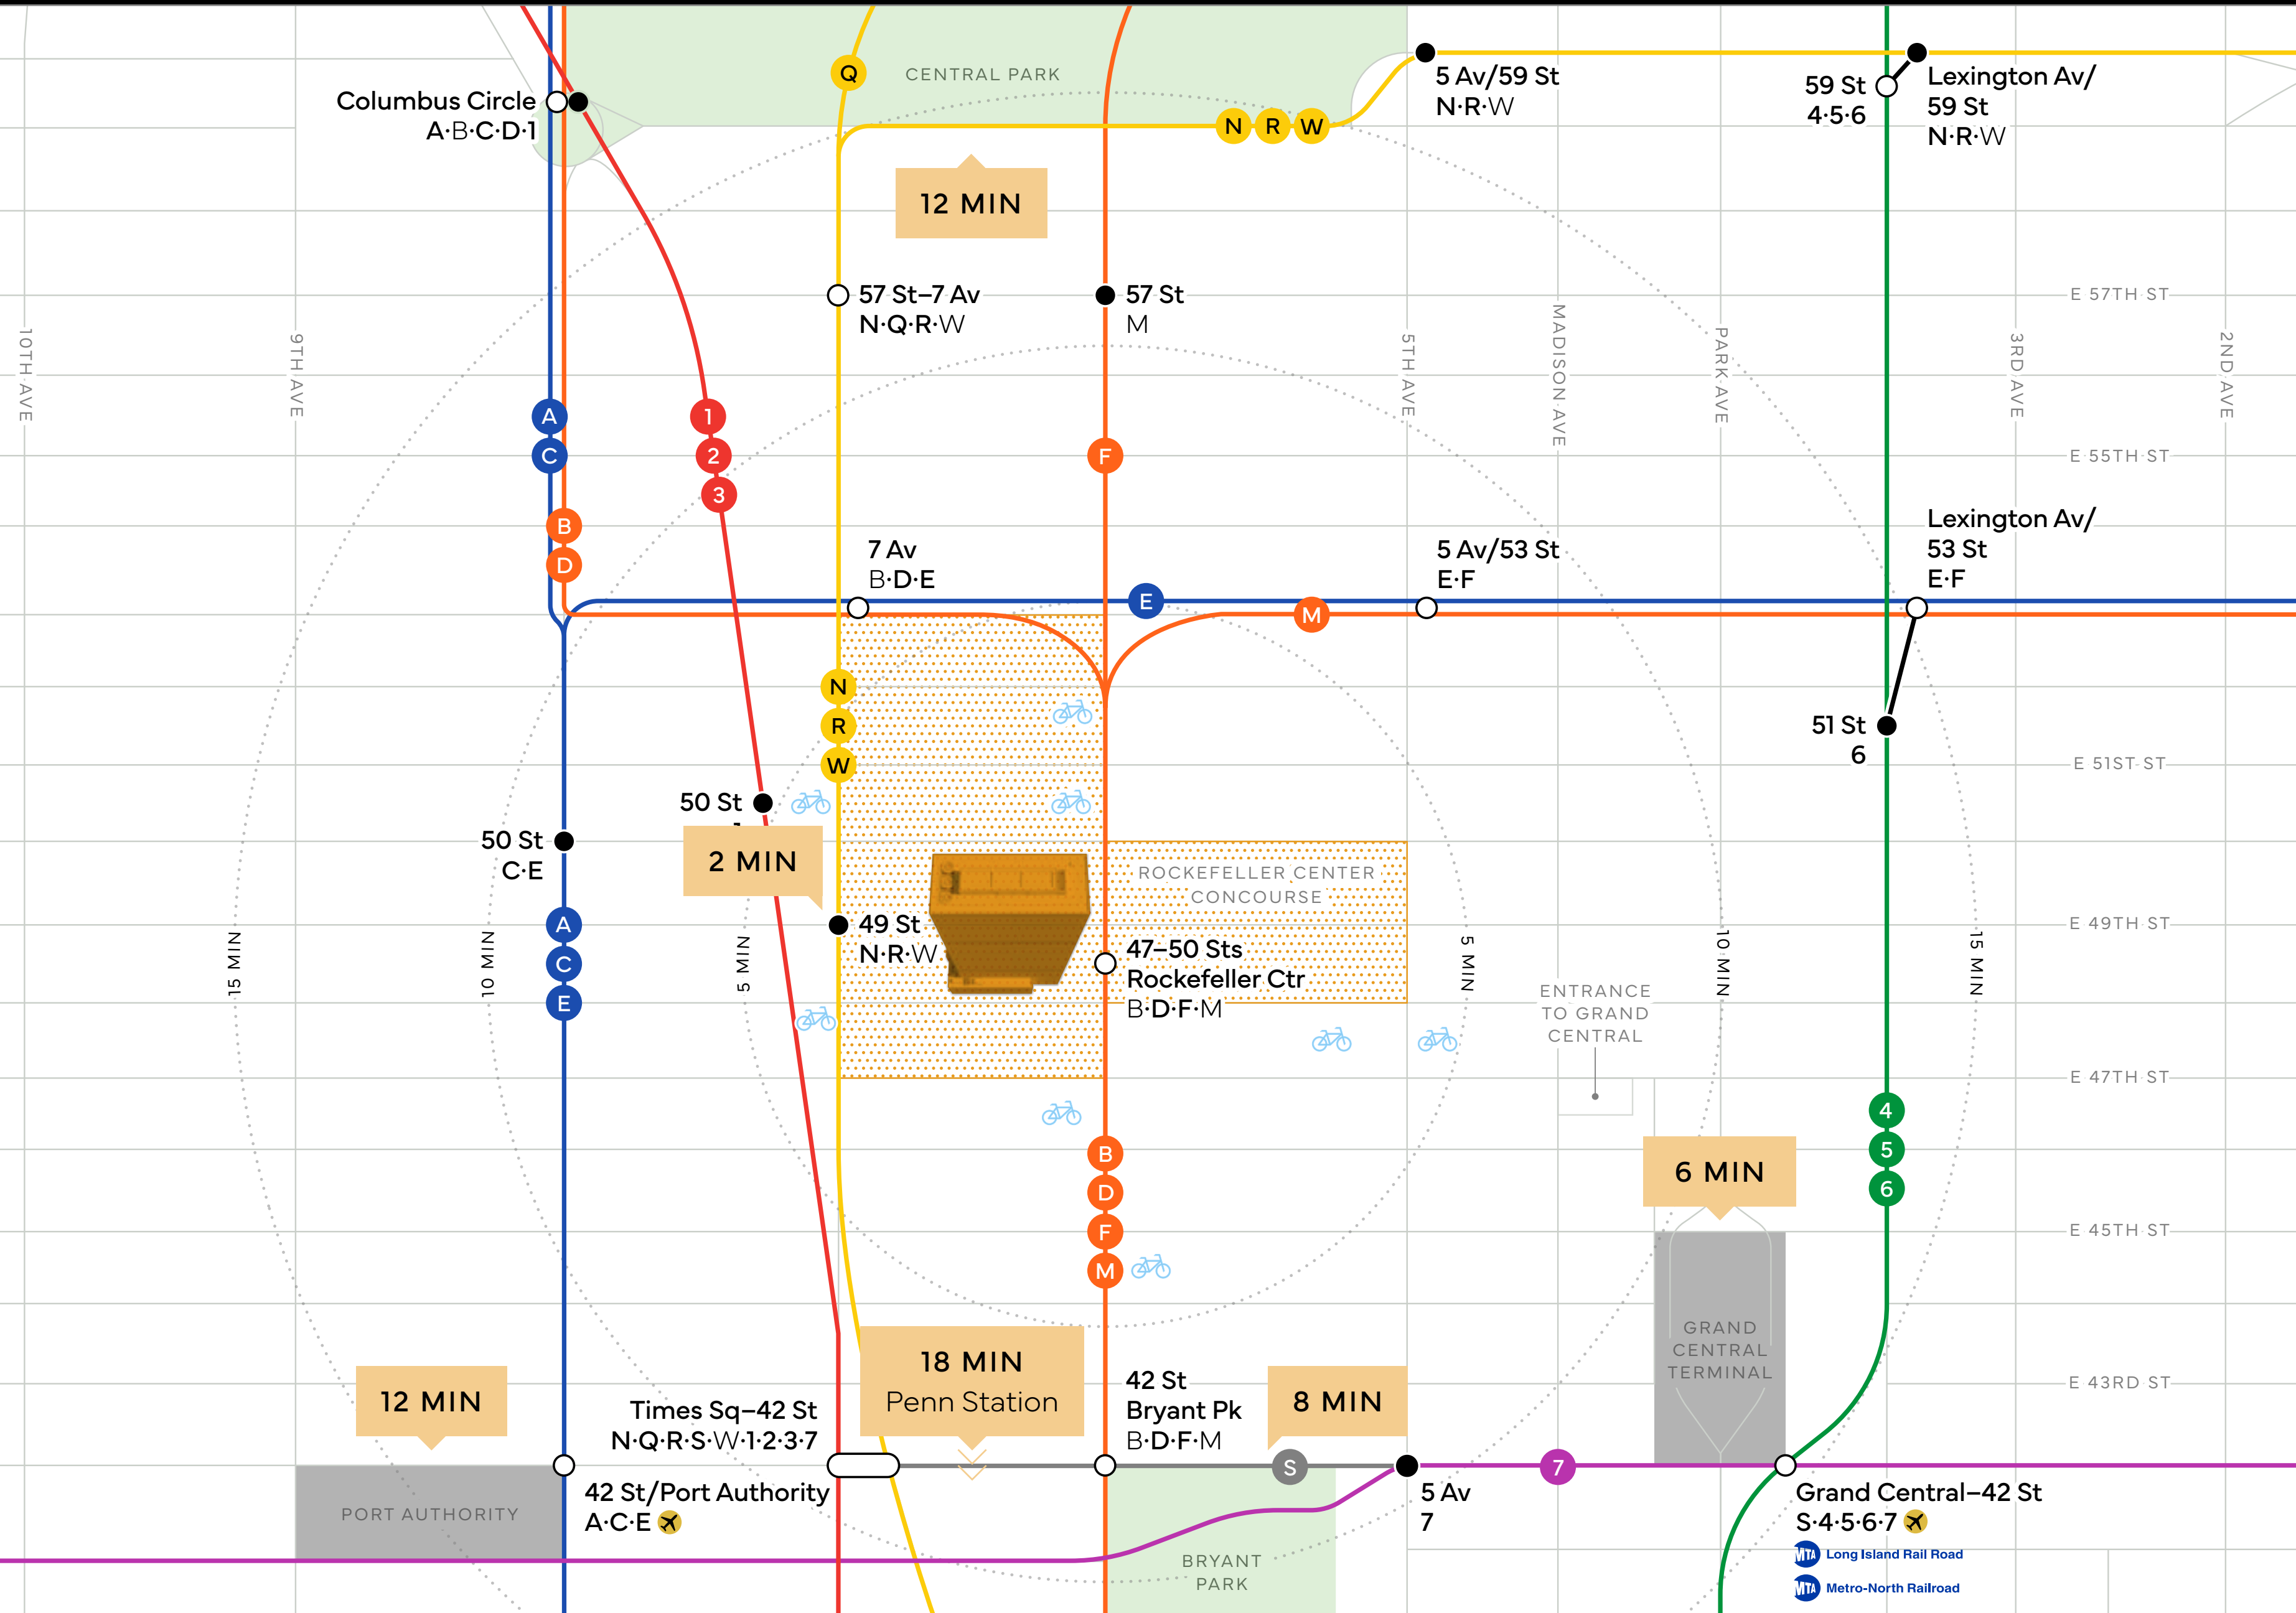 Q
CENTRAL PARK
5 Av/59 St
N·R·W
59 St
4·5·6
Lexington Av/
59 St
N·R·W
Columbus Circle
A·B·C·D·1
N R W
12 MIN
57 St–7 Av
N·Q·R·W
57 St
M
E 57TH ST
10TH AVE
9TH AVE
5TH AVE
MADISON AVE
PARK AVE
3RD AVE
2ND AVE
A
C
1
2
3
F
E 55TH ST
B
D
7 Av
B·D·E
5 Av/53 St
E·F
Lexington Av/
53 St
E·F
E
M
N
R
W
51 St
6
E 51ST ST
50 St
50 St
C·E
2 MIN
ROCKEFELLER CENTER
CONCOURSE
49 St
N·R·W
E 49TH ST
A
C
E
47–50 Sts
Rockefeller Ctr
B·D·F·M
15 MIN
10 MIN
5 MIN
5 MIN
10 MIN
15 MIN
ENTRANCE
TO GRAND
CENTRAL
E 47TH ST
4
5
6
B
D
F
M
6 MIN
E 45TH ST
GRAND
CENTRAL
TERMINAL
E 43RD ST
12 MIN
18 MIN
Penn Station
8 MIN
Times Sq–42 St
N·Q·R·S·W·1·2·3·7
42 St
Bryant Pk
B·D·F·M
S
7
PORT AUTHORITY
42 St/Port Authority
A·C·E
5 Av
7
Grand Central–42 St
S·4·5·6·7
MTA Long Island Rail Road
MTA Metro-North Railroad
BRYANT
PARK